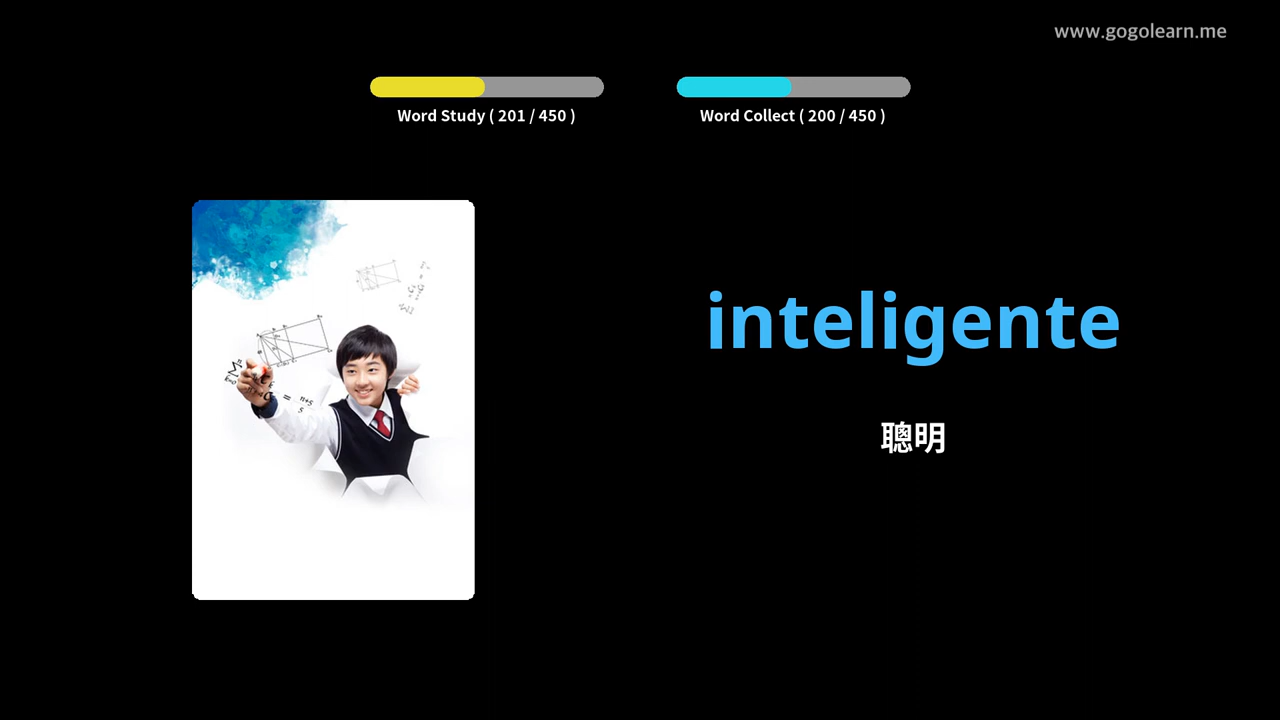 www.gogolearn.me
Word Study ( 201 / 450 )
Word Collect ( 200 / 450 )
inteligente
聰明
n+s
=
s